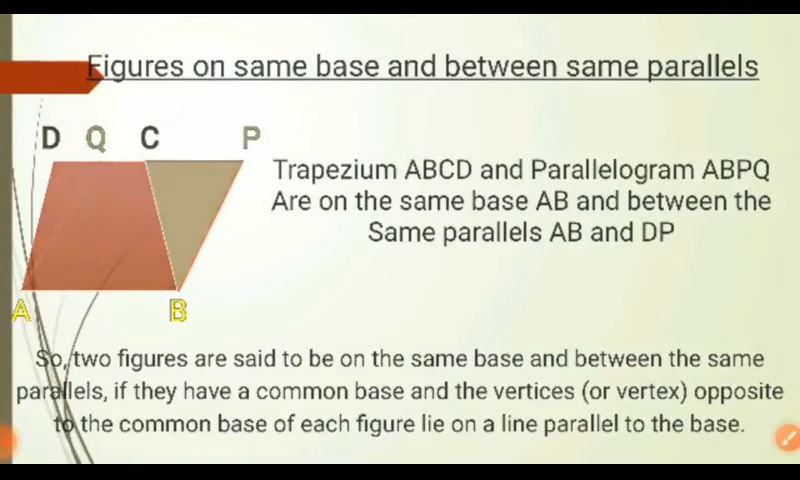 Figures on same base and between same parallels
D Q C P
Trapezium ABCD and Parallelogram ABPQ
Are on the same base AB and between the
Same parallels AB and DP
A B
So, two figures are said to be on the same base and between the same
parallels, if they have a common base and the vertices (or vertex) opposite
to the common base of each figure lie on a line parallel to the base.